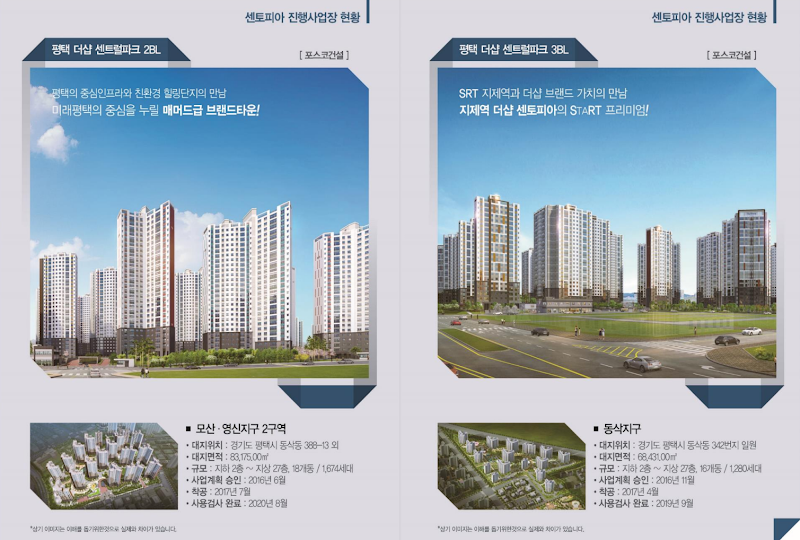 센토피아 진행사업장 현황
평택 더샵 센트럴파크 2BL
[ 포스코건설 ]
평택의 중심인프라와 친환경 힐링단지의 만남
미래평택의 중심을 누릴 매머드급 브랜드타운!
■ 모산·영신지구 2구역
• 대지위치 : 경기도 평택시 동삭동 388-13 외
• 대지면적 : 83,175.00㎡
• 규모 : 지하 2층 ~ 지상 27층, 18개동 / 1,674세대
• 사업계획 승인 : 2016년 6월
• 착공 : 2017년 7월
• 사용검사 완료 : 2020년 8월
*상기 이미지는 이해를 돕기위한것으로 실제와 차이가 있습니다.
센토피아 진행사업장 현황
평택 더샵 센트럴파크 3BL
[ 포스코건설 ]
SRT 지제역과 더샵 브랜드 가치의 만남
지제역 더샵 센토피아의 START 프리미엄!
■ 동삭지구
• 대지위치 : 경기도 평택시 동삭동 342번지 일원
• 대지면적 : 68,431.00㎡
• 규모 : 지하 2층 ~ 지상 27층, 16개동 / 1,280세대
• 사업계획 승인 : 2016년 11월
• 착공 : 2017년 4월
• 사용검사 완료 : 2019년 9월
*상기 이미지는 이해를 돕기위한것으로 실제와 차이가 있습니다.